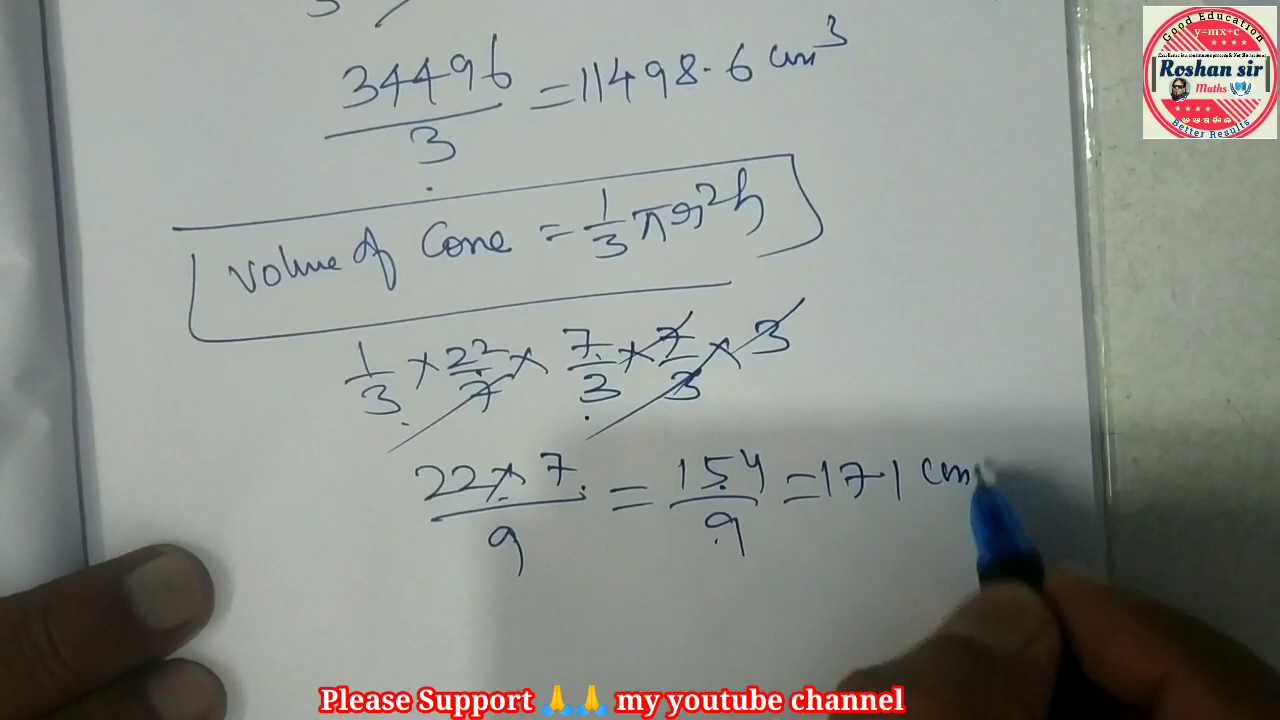 34496/3 = 11498.6 cm³
Volume of Cone = 1/3 πr²h
1/3 × 22/7 × 7/3 × 7/3 × 3
22×7/9 = 154/9 = 17.1 cm
Good Education
y=mx+c
Roshan sir
Maths
Better Results
Please Support 🙏🙏 my youtube channel